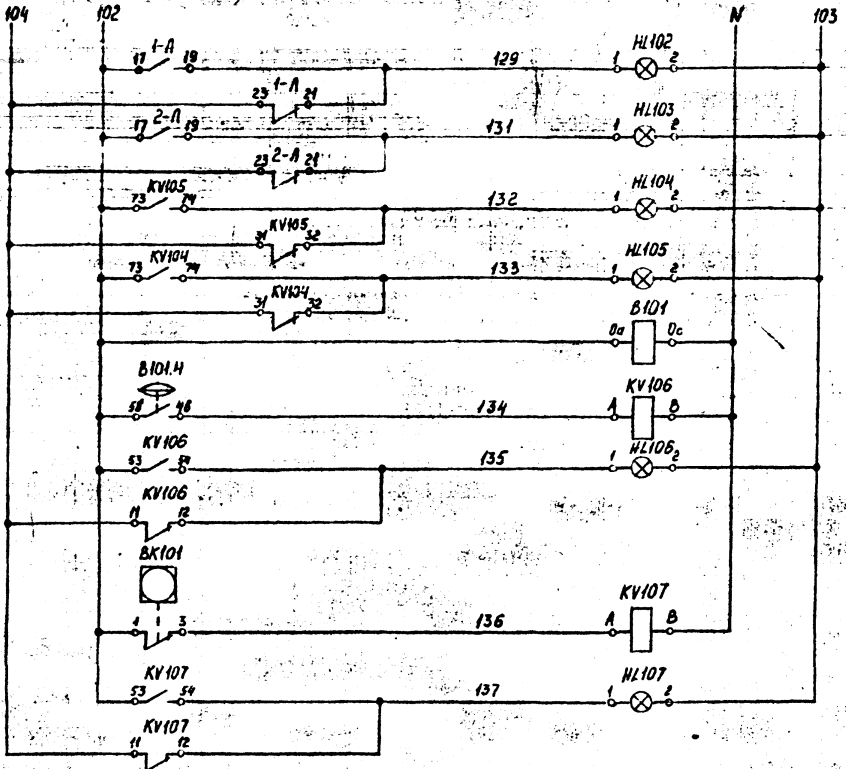 104 102 N 103
1-Л HL102
17 19 129 1 2
1-Л
23 21
2-Л HL103
17 19 131 1 2
2-Л
23 21
KV105 HL104
73 74 132 1 2
KV105
31 32
KV104 HL105
73 74 133 1 2
KV104
31 32
B101
0a 0c
B101.4 KV106
58 46 134 A B
KV106 HL106
53 54 135 1 2
KV106
11 12
BK101
KV107
1 3 136 A B
KV107 HL107
53 54 137 1 2
KV107
11 12